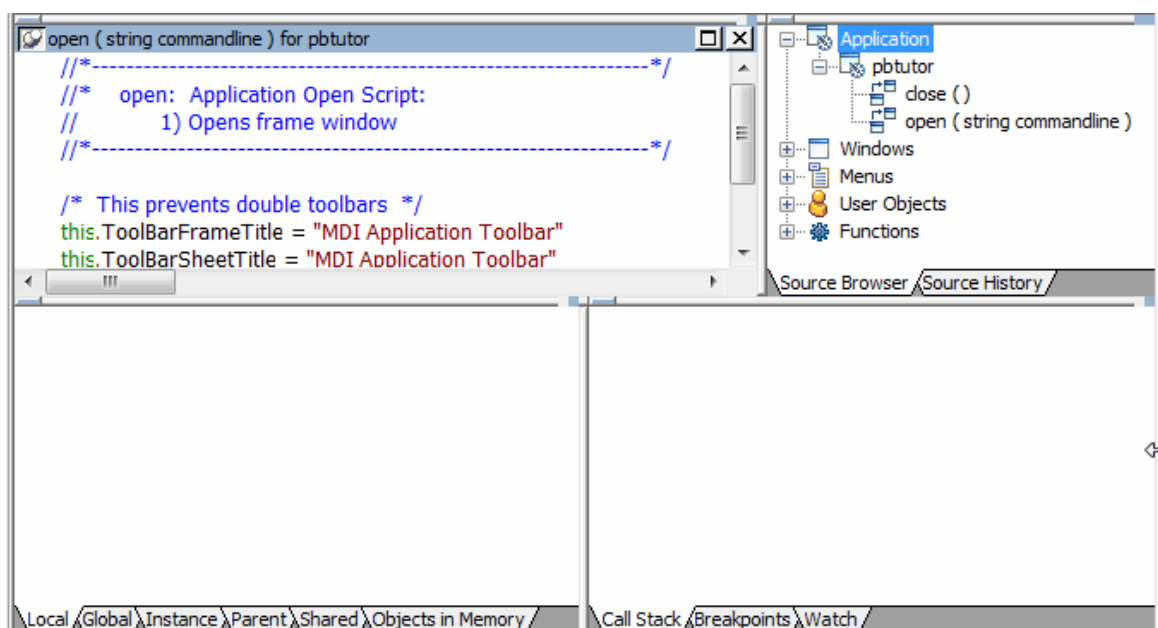 open ( string commandline ) for pbtutor
//*-----------------------------------------------------------------*/
//* open: Application Open Script:
// 1) Opens frame window
//*-----------------------------------------------------------------*/
/* This prevents double toolbars */
this.ToolBarFrameTitle = "MDI Application Toolbar"
this.ToolBarSheetTitle = "MDI Application Toolbar"
Application
pbtutor
close ( )
open ( string commandline )
Windows
Menus
User Objects
Functions
Source Browser Source History
Local Global Instance Parent Shared Objects in Memory
Call Stack Breakpoints Watch